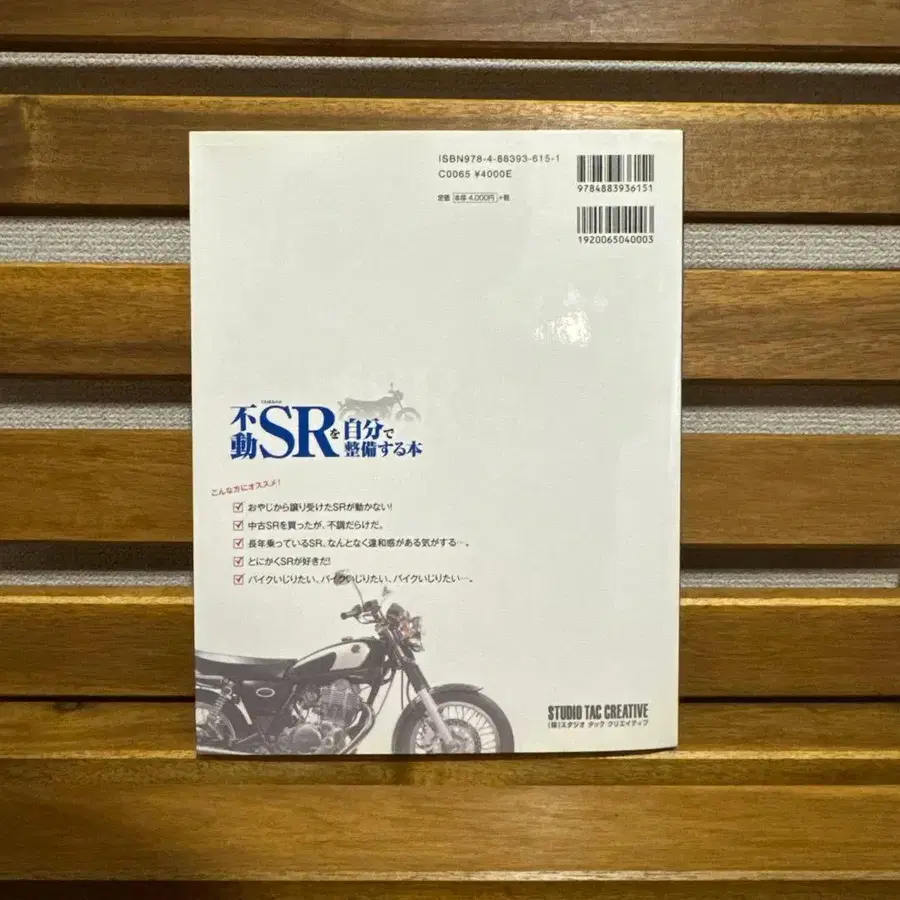 ISBN978-4-88393-615-1
C0065 ¥4000E
定価 本体 4,000円 +税
9784883936151
1920065040003
不動SRを自分で整備する本
こんな方にオススメ!
おやじから譲り受けたSRが動かない!
中古SRを買ったが、不調だらけだ。
長年乗っているSR、なんとなく違和感がある気がする…。
とにかくSRが好きだ!
バイクいじりたい、バイクいじりたい、バイクいじりたい…。
STUDIO TAC CREATIVE
(株)スタジオ タック クリエイティブ